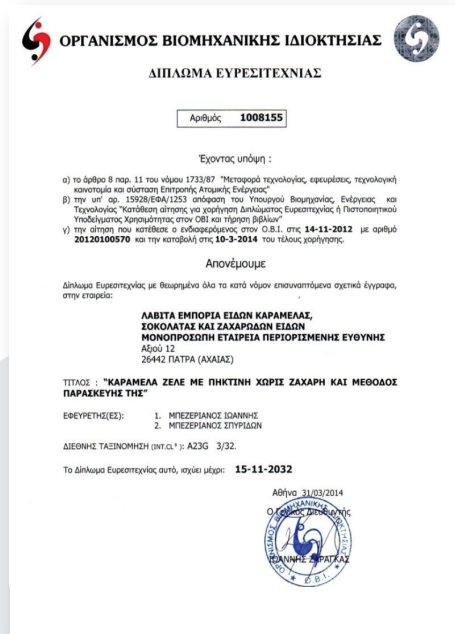 ΟΡΓΑΝΙΣΜΟΣ ΒΙΟΜΗΧΑΝΙΚΗΣ ΙΔΙΟΚΤΗΣΙΑΣ
ΔΙΠΛΩΜΑ ΕΥΡΕΣΙΤΕΧΝΙΑΣ
Αριθμός 1008155
Έχοντας υπόψη :
α) το άρθρο 8 παρ. 11 του νόμου 1733/87 "Μεταφορά τεχνολογίας, εφευρέσεις, τεχνολογική
καινοτομία και σύσταση Επιτροπής Ατομικής Ενέργειας"
β) την υπ' αρ. 15928/ΕΦΑ/1253 απόφαση του Υπουργού Βιομηχανίας, Ενέργειας και
Τεχνολογίας "Κατάθεση αίτησης για χορήγηση Διπλώματος Ευρεσιτεχνίας ή Πιστοποιητικού
Υποδείγματος Χρησιμότητας στον ΟΒΙ και τήρηση βιβλίων"
γ) την αίτηση που κατέθεσε ο ενδιαφερόμενος στον Ο.Β.Ι. στις 14-11-2012 με αριθμό
20120100570 και την καταβολή στις 10-3-2014 του τέλους χορήγησης.
Απονέμουμε
Δίπλωμα Ευρεσιτεχνίας με θεωρημένα όλα τα κατά νόμον επισυναπτόμενα σχετικά έγγραφα,
στην εταιρεία:
ΛΑΒΙΤΑ ΕΜΠΟΡΙΑ ΕΙΔΩΝ ΚΑΡΑΜΕΛΑΣ,
ΣΟΚΟΛΑΤΑΣ ΚΑΙ ΖΑΧΑΡΩΔΩΝ ΕΙΔΩΝ
ΜΟΝΟΠΡΟΣΩΠΗ ΕΤΑΙΡΕΙΑ ΠΕΡΙΟΡΙΣΜΕΝΗΣ ΕΥΘΥΝΗΣ
Αξιού 12
26442 ΠΑΤΡΑ (ΑΧΑΙΑΣ)
ΤΙΤΛΟΣ : "ΚΑΡΑΜΕΛΑ ΖΕΛΕ ΜΕ ΠΗΚΤΙΝΗ ΧΩΡΙΣ ΖΑΧΑΡΗ ΚΑΙ ΜΕΘΟΔΟΣ
ΠΑΡΑΣΚΕΥΗΣ ΤΗΣ"
ΕΦΕΥΡΕΤΗΣ(ΕΣ): 1. ΜΠΕΖΕΡΙΑΝΟΣ ΙΩΑΝΝΗΣ
2. ΜΠΕΖΕΡΙΑΝΟΣ ΣΠΥΡΙΔΩΝ
ΔΙΕΘΝΗΣ ΤΑΞΙΝΟΜΗΣΗ (INT.CL⁸): A23G 3/32.
Το Δίπλωμα Ευρεσιτεχνίας αυτό, ισχύει μέχρι: 15-11-2032
Αθήνα 31/03/2014
Ο Γενικός Διευθυντής
ΟΡΓΑΝΙΣΜΟΣ ΒΙΟΜΗΧΑΝΙΚΗΣ ΙΔΙΟΚΤΗΣΙΑΣ
ΙΩΑΝΝΗΣ ΖΑΡΑΓΚΑΣ
Ο.Β.Ι.